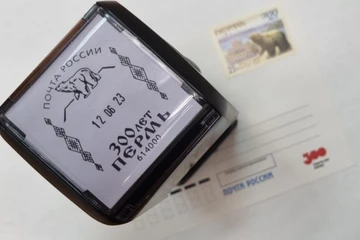 ПОЧТА РОССИИ
12 06 23
300 ЛЕТ
ПЕРМЬ
614000
300
ПОЧТА РОССИИ